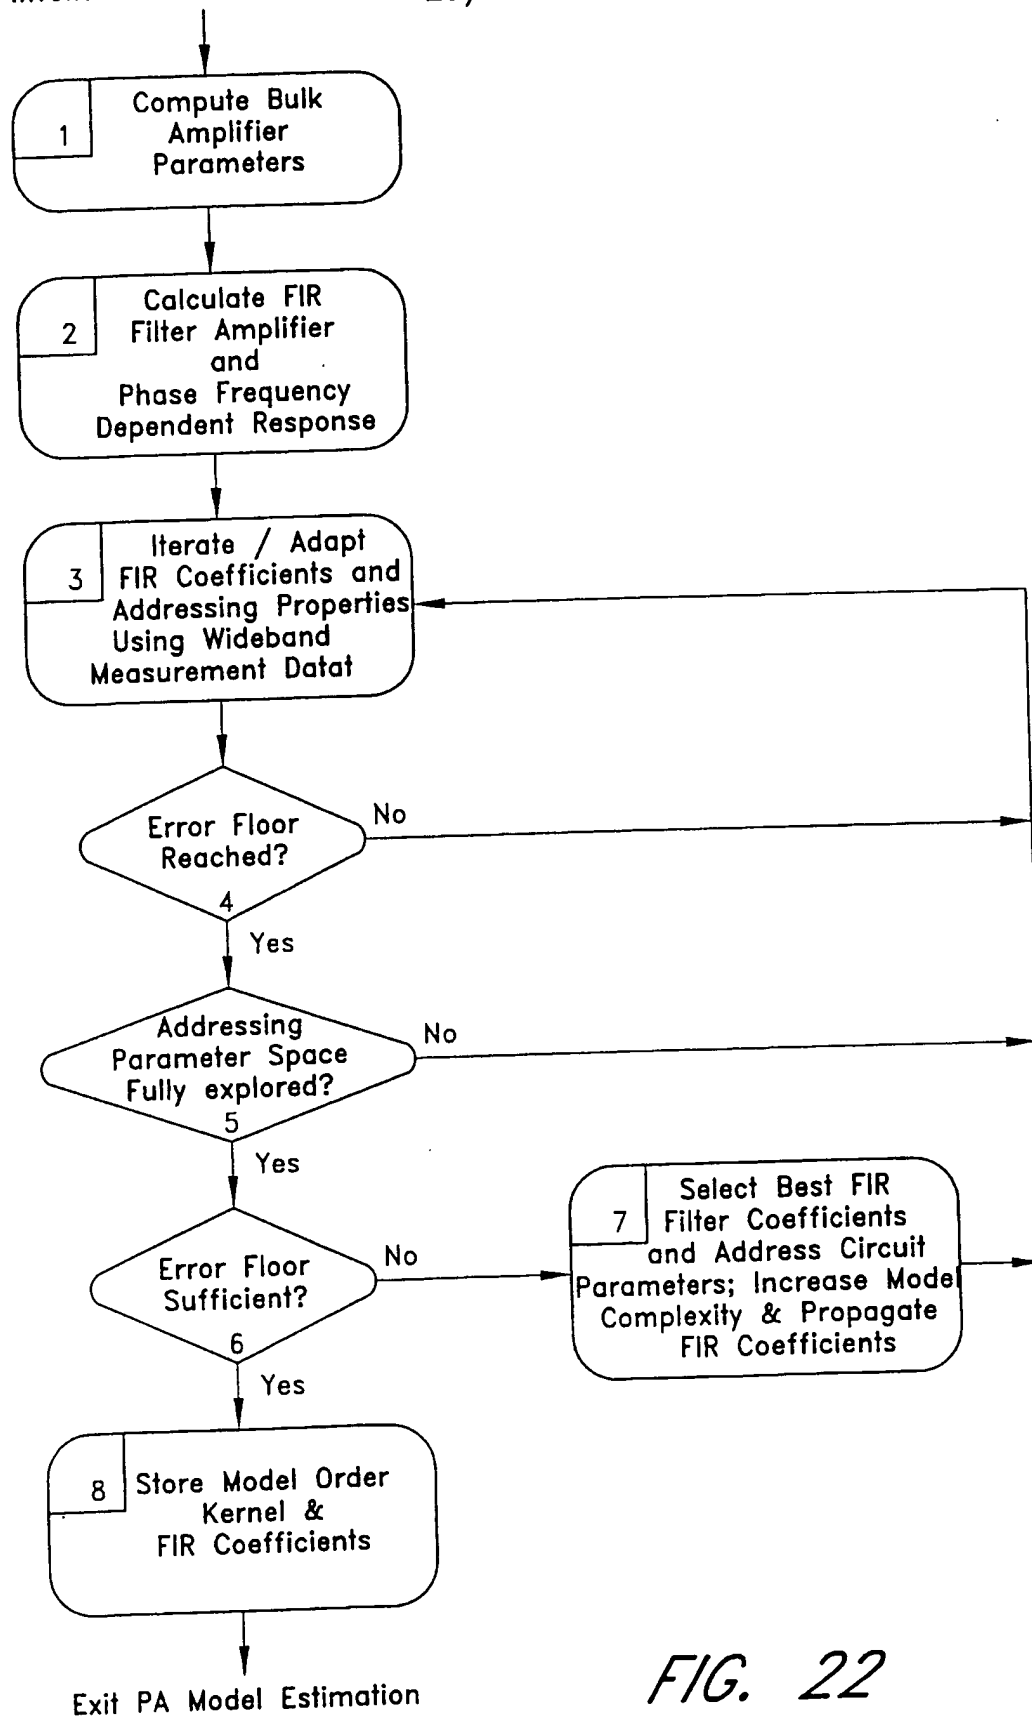 1
Compute Bulk
Amplifier
Parameters
2
Calculate FIR
Filter Amplifier
and
Phase Frequency
Dependent Response
3
Iterate / Adapt
FIR Coefficients and
Addressing Properties
Using Wideband
Measurement Datat
Error Floor
Reached?
4
No
Yes
Addressing
Parameter Space
Fully explored?
5
No
Yes
Error Floor
Sufficient?
6
No
Yes
7
Select Best FIR
Filter Coefficients
and Address Circuit
Parameters; Increase Model
Complexity & Propagate
FIR Coefficients
8
Store Model Order
Kernel &
FIR Coefficients
Exit PA Model Estimation
FIG. 22